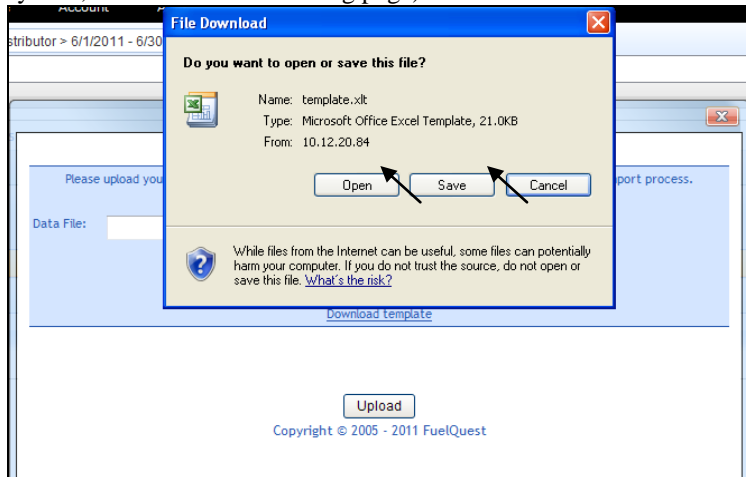 Account
File Download
stributor > 6/1/2011 - 6/30
Do you want to open or save this file?
Name: template.xlt
Type: Microsoft Office Excel Template, 21.0KB
From: 10.12.20.84
Please upload you
port process.
Open Save Cancel
Data File:
While files from the Internet can be useful, some files can potentially
harm your computer. If you do not trust the source, do not open or
save this file. What's the risk?
Download template
Upload
Copyright © 2005 - 2011 FuelQuest